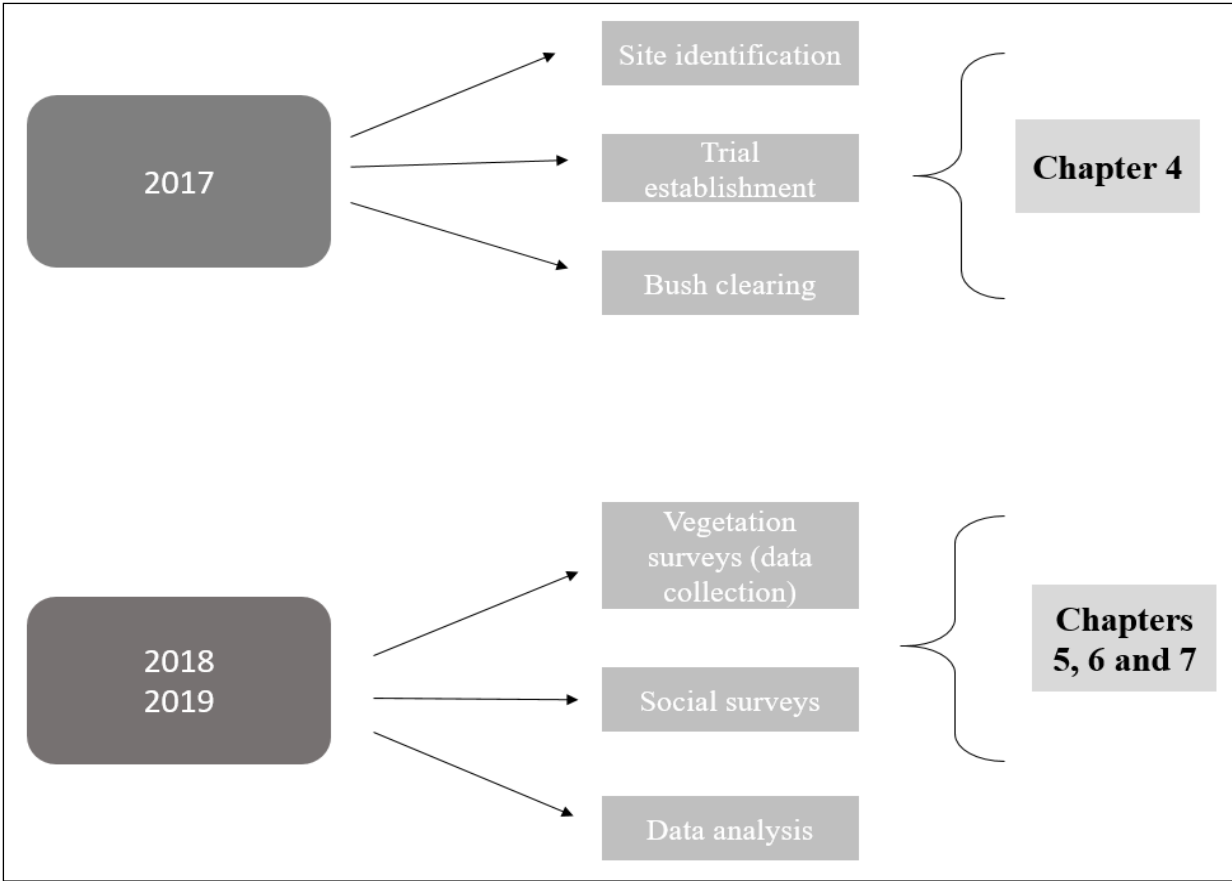 2017
Site identification
Trial
establishment
Bush clearing
Chapter 4
2018
2019
Vegetation
surveys (data
collection)
Social surveys
Data analysis
Chapters
5, 6 and 7